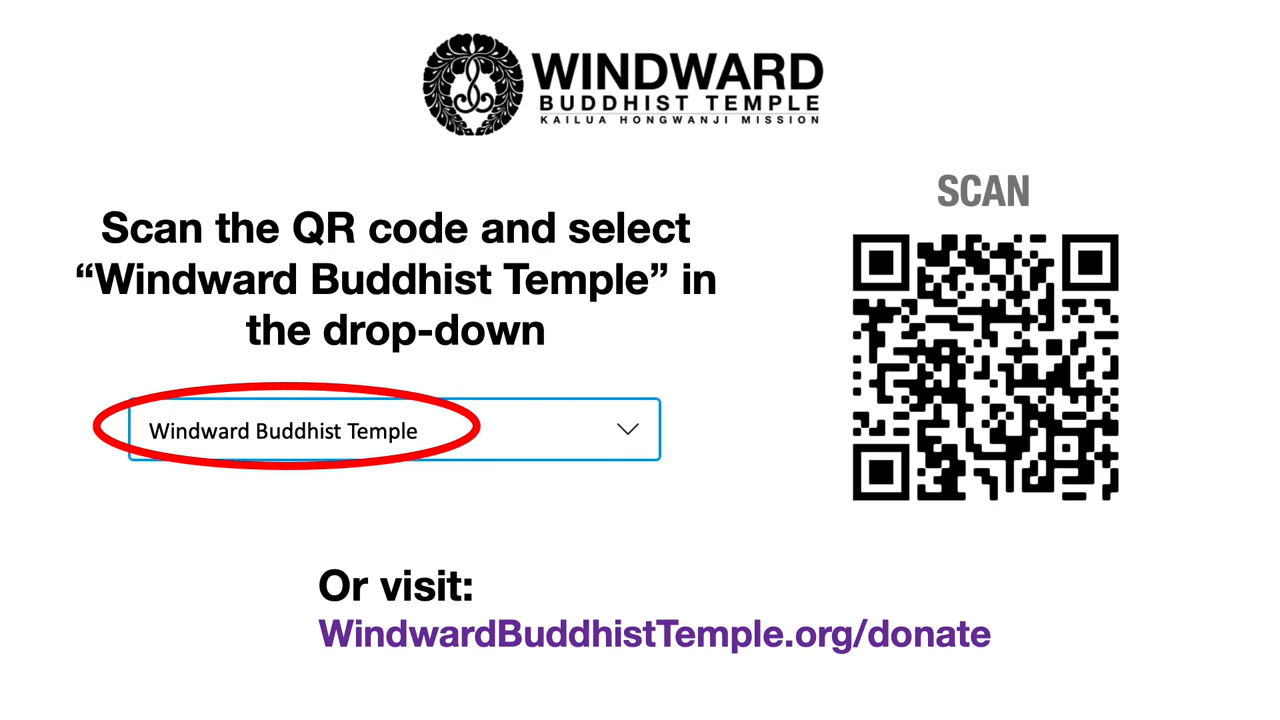 WINDWARD
BUDDHIST TEMPLE
KAILUA HONGWANJI MISSION
SCAN
Scan the QR code and select
“Windward Buddhist Temple” in
the drop-down
Windward Buddhist Temple
Or visit:
WindwardBuddhistTemple.org/donate